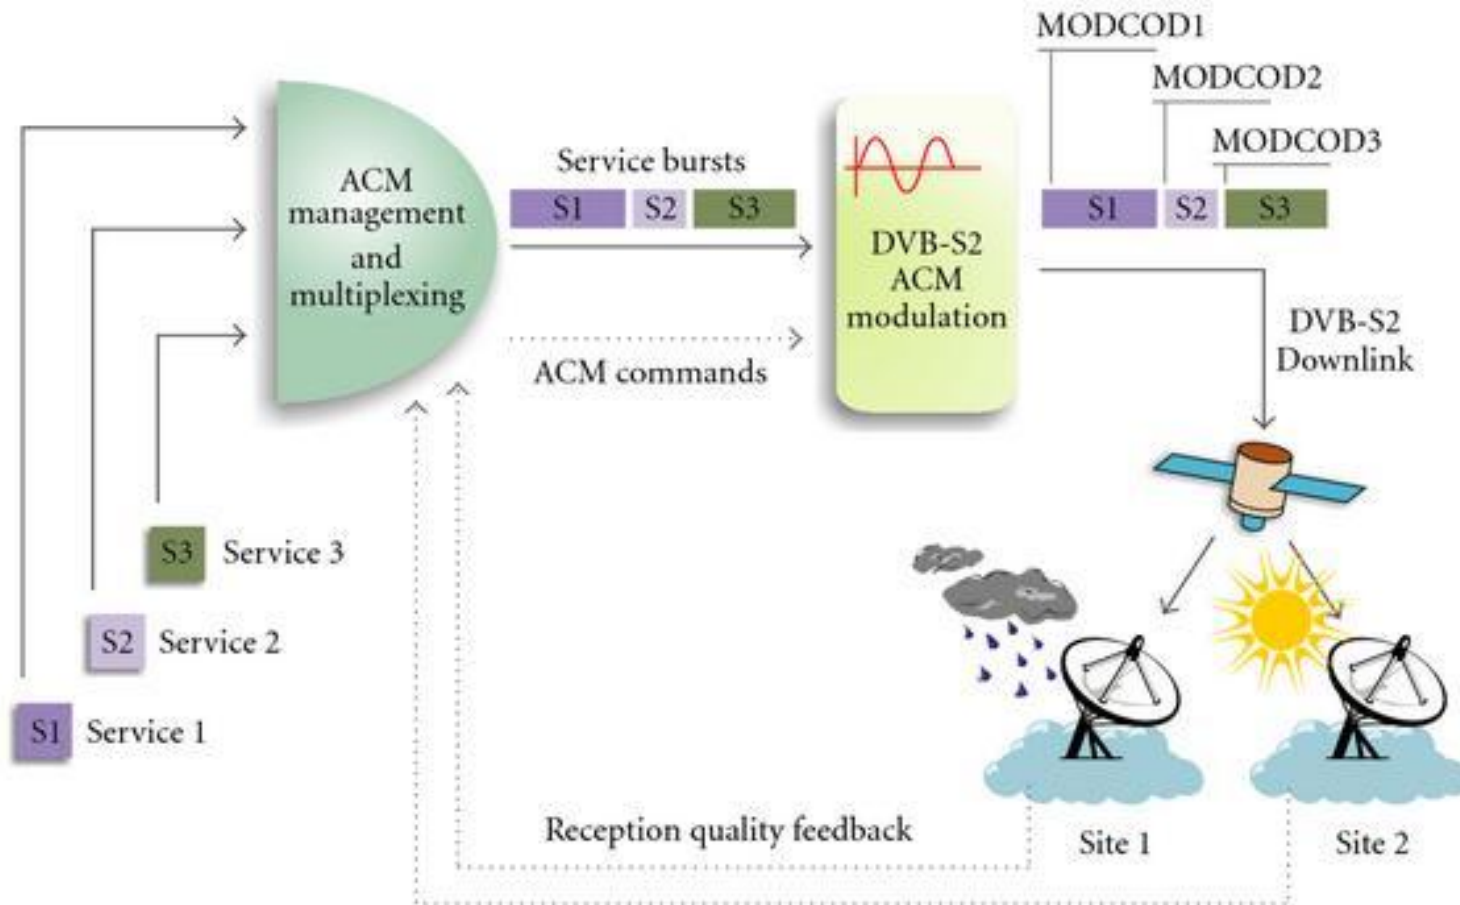 MODCOD1
MODCOD2
MODCOD3
ACM
management
and
multiplexing
Service bursts
S1 S2 S3
DVB-S2
ACM
modulation
S1 S2 S3
ACM commands
DVB-S2
Downlink
S3 Service 3
S2 Service 2
S1 Service 1
Reception quality feedback
Site 1
Site 2